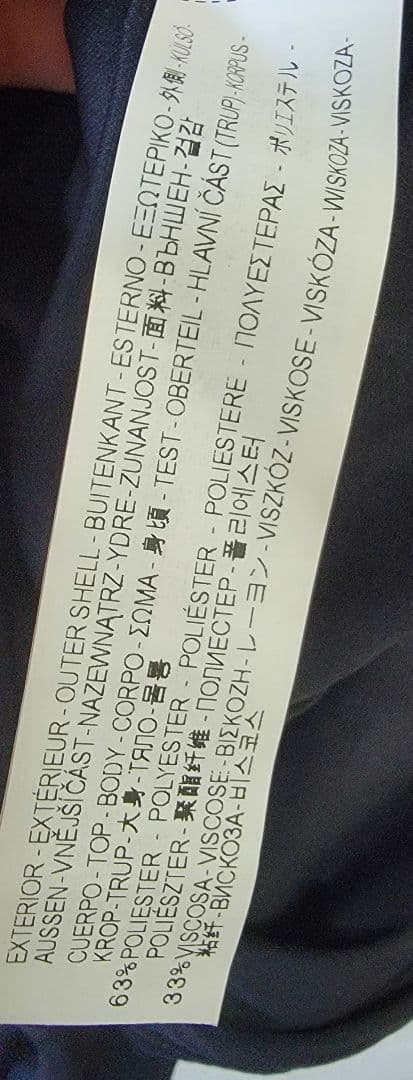 EXTERIOR - EXTÉRIEUR - OUTER SHELL - BUITENKANT - ESTERNO - ΕΞΩΤΕΡΙΚΟ - 外側 - KÜLSŐ -
AUSSEN - VNĚJŠÍ ČÁST - NAZEWNĄTRZ - YDRE - ZUNANJOST - 面料 - ВЪНШЕН - 겉감
CUERPO - TOP - BODY - CORPO - ΣΩΜΑ - 身頃 - TEST - OBERTEIL - HLAVNÍ ČÁST (TRUP) - KORPUS -
KROP - TRUP - 大身 - ТЯЛО - 몸통
63% POLIESTER - POLYESTER - POLIÉSTER - POLIESTERE - ΠΟΛΥΕΣΤΕΡΑΣ - ポリエステル -
POLIÉSZTER - 聚酯纤维 - ПОЛИЕСТЕР - 폴리에스터
33% VISCOSA - VISCOSE - ΒΙΣΚΟΖΗ - レーヨン - VISZKÓZ - VISKOSE - VISKÓZA - WISKOZA - VISKOZA -
粘纤 - ВИСКОЗА - 비스코스